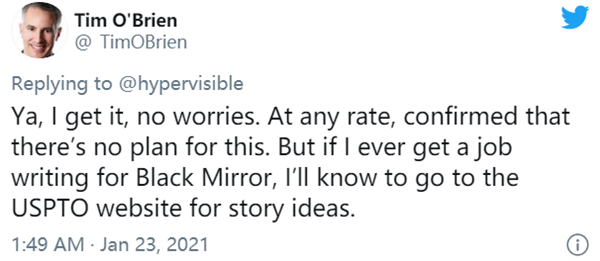 Tim O'Brien
@ TimOBrien
Replying to @hypervisible
Ya, I get it, no worries. At any rate, confirmed that
there's no plan for this. But if I ever get a job
writing for Black Mirror, I'll know to go to the
USPTO website for story ideas.
1:49 AM · Jan 23, 2021